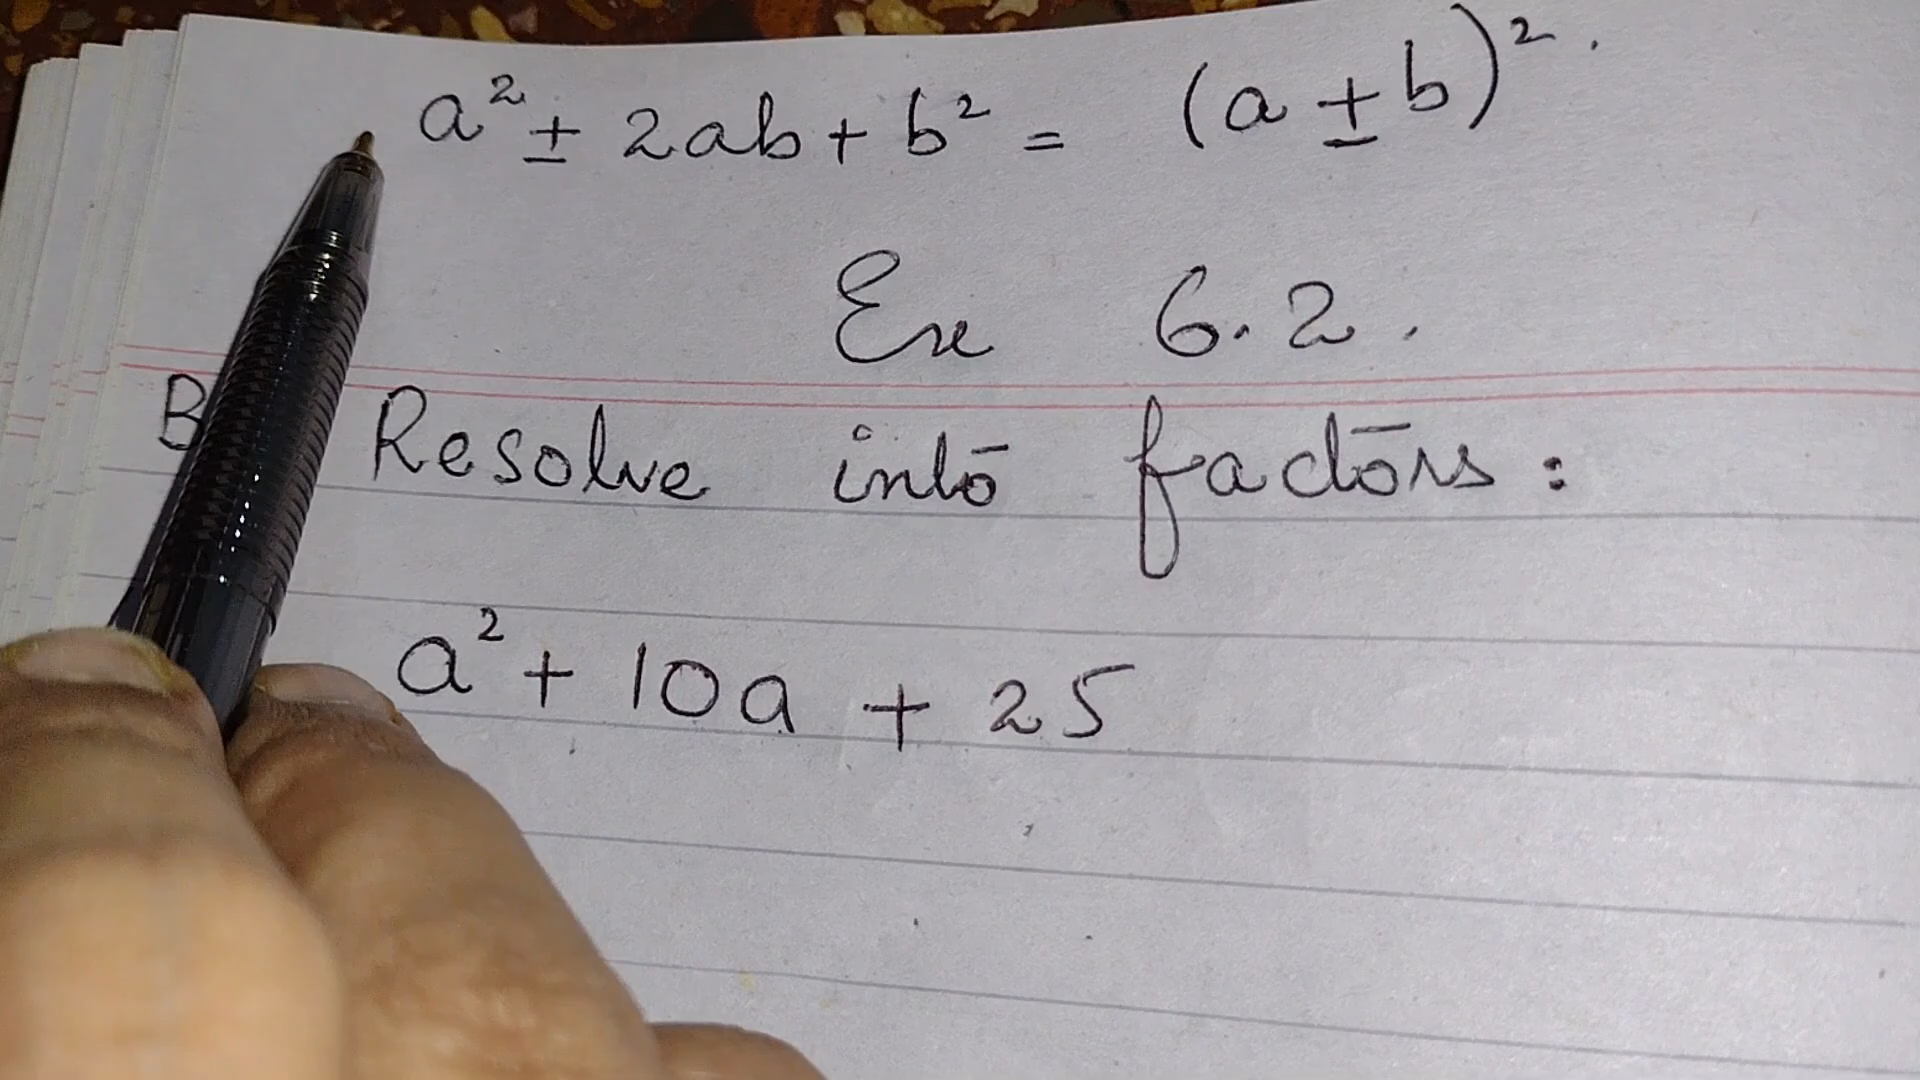 a² ± 2ab + b² = (a ± b)².
Ex 6.2.
B Resolve into factors:
a² + 10a + 25